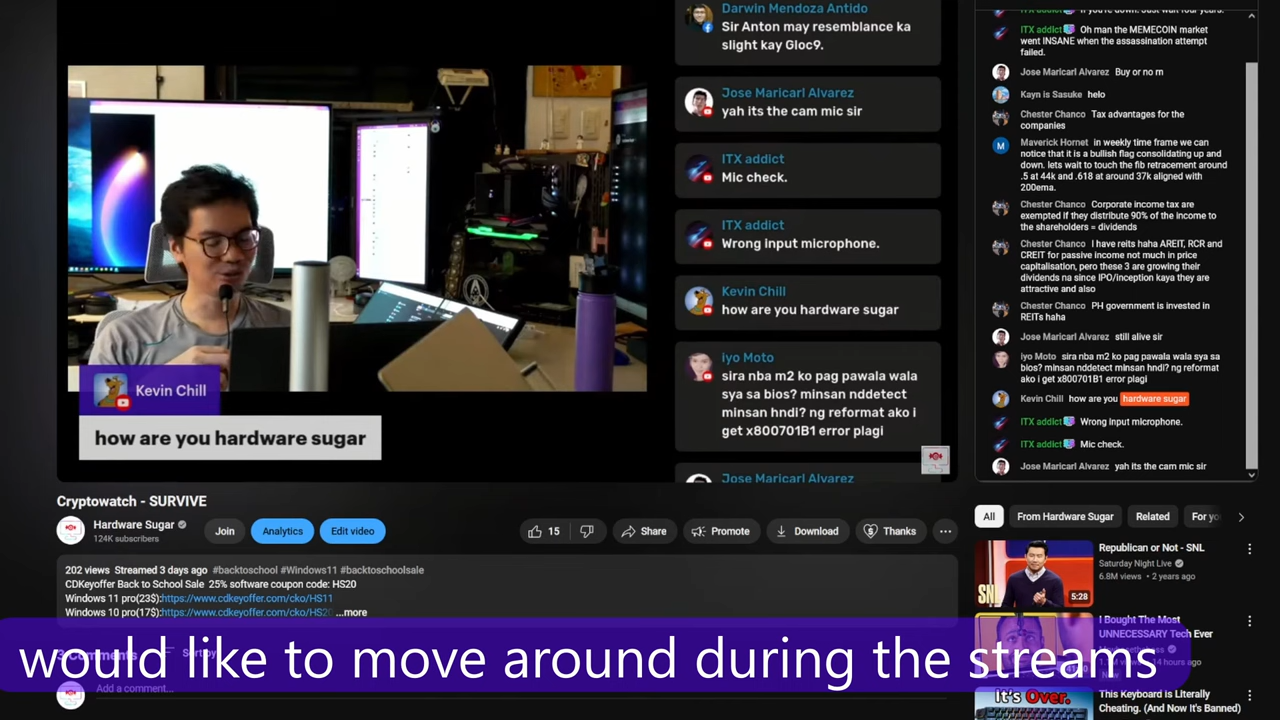 Darwin Mendoza Antido
Sir Anton may resemblance ka
slight kay Gloc9.
Jose Maricarl Alvarez
yah its the cam mic sir
ITX addict
Mic check.
ITX addict
Wrong input microphone.
Kevin Chill
how are you hardware sugar
iyo Moto
sira nba m2 ko pag pawala wala
sya sa bios? minsan nddetect
minsan hndi? ng reformat ako i
get x800701B1 error plagi
Jose Maricarl Alvarez
Kevin Chill
how are you hardware sugar
ITX addict Oh man the MEMECOIN market
went INSANE when the assassination attempt
failed.
Jose Maricarl Alvarez Buy or no m
Kayn is Sasuke helo
Chester Chanco Tax advantages for the
companies
M
Maverick Hornet in weekly time frame we can
notice that it is a bullish flag consolidating up and
down. lets wait to touch the fib retracement around
.5 at 44k and .618 at around 37k aligned with
200ema.
Chester Chanco Corporate income tax are
exempted if they distribute 90% of the income to
the shareholders = dividends
Chester Chanco I have reits haha AREIT, RCR and
CREIT for passive income not much in price
capitalisation, pero these 3 are growing their
dividends na since IPO/inception kaya they are
attractive and also
Chester Chanco PH government is invested in
REITs haha
Jose Maricarl Alvarez still alive sir
iyo Moto sira nba m2 ko pag pawala wala sya sa
bios? minsan nddetect minsan hndi? ng reformat
ako i get x800701B1 error plagi
Kevin Chill how are you hardware sugar
ITX addict Wrong input microphone.
ITX addict Mic check.
Jose Maricarl Alvarez yah its the cam mic sir
Cryptowatch - SURVIVE
Hardware Sugar
124K subscribers
Join
Analytics
Edit video
15
Share
Promote
Download
Thanks
202 views Streamed 3 days ago #backtoschool #Windows11 #backtoschoolsale
CDKeyoffer Back to School Sale 25% software coupon code: HS20
Windows 11 pro(23$):https://www.cdkeyoffer.com/cko/HS11
Windows 10 pro(17$):https://www.cdkeyoffer.com/cko/HS20 ...more
All
From Hardware Sugar
Related
For yo
Republican or Not - SNL
Saturday Night Live
6.8M views • 2 years ago
SNL
5:28
I Bought The Most
UNNECESSARY Tech Ever
It's Over.
This Keyboard is Literally
Cheating. (And Now It's Banned)
would like to move around during the streams
3 Comments
Sort by
Add a comment...